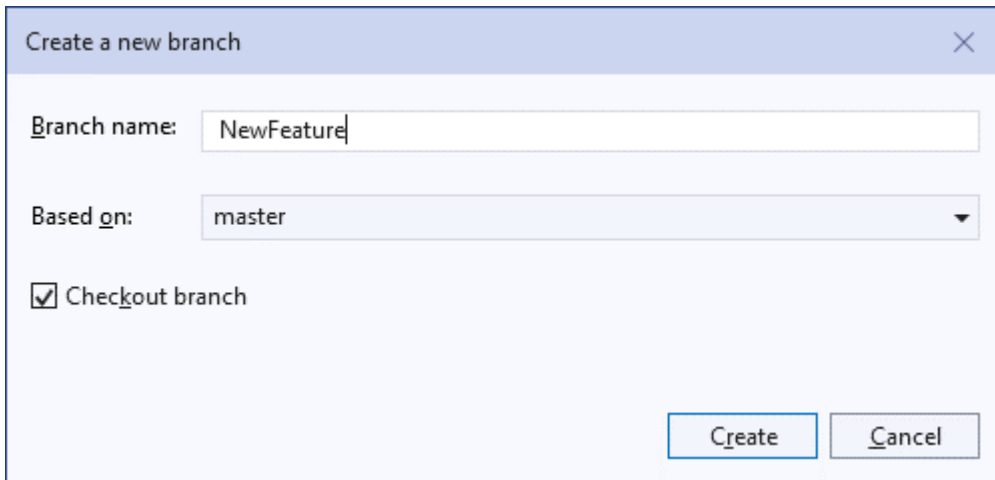 Create a new branch
Branch name: NewFeature
Based on: master
Checkout branch
Create Cancel